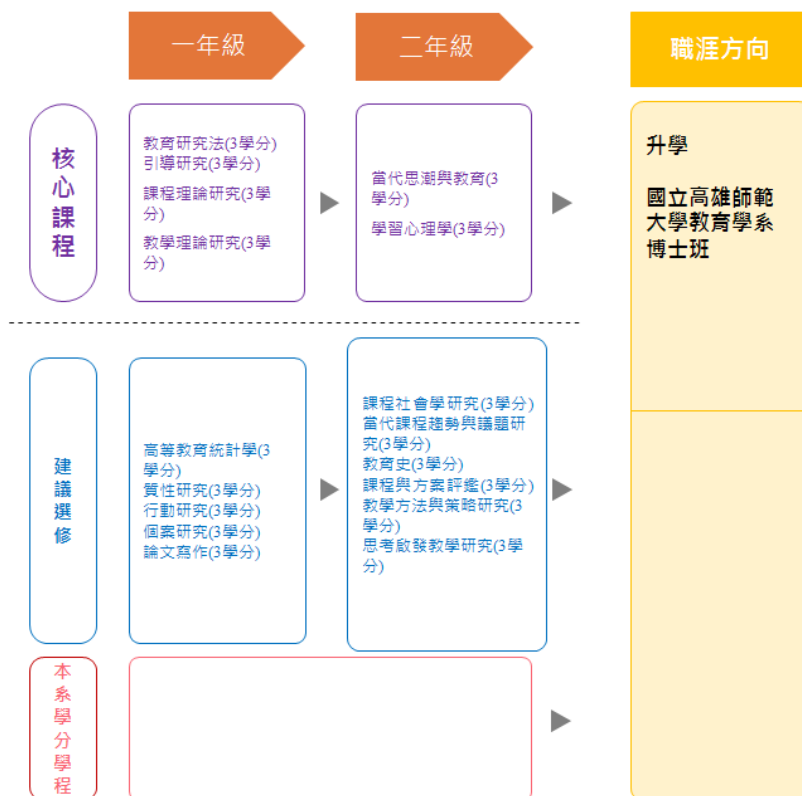 一年級
二年級
職涯方向
核心課程
教育研究法(3學分)
引導研究(3學分)
課程理論研究(3學
分)
教學理論研究(3學
分)
當代思潮與教育(3
學分)
學習心理學(3學分)
升學
國立高雄師範
大學教育學系
博士班
建議選修
高等教育統計學(3
學分)
質性研究(3學分)
行動研究(3學分)
個案研究(3學分)
論文寫作(3學分)
課程社會學研究(3學分)
當代課程趨勢與議題研
究(3學分)
教育史(3學分)
課程與方案評鑑(3學分)
教學方法與策略研究(3
學分)
思考啟發教學研究(3學
分)
本系學分學程